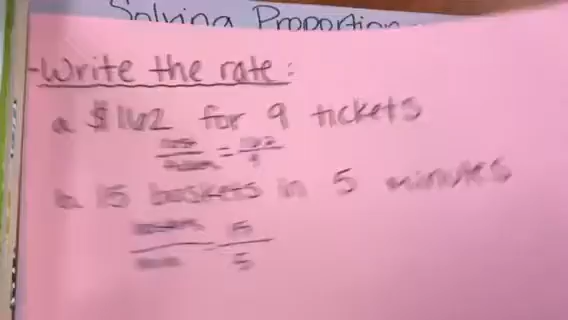 Solving Proportion
-Write the rate:
a. $162 for 9 tickets
= 162/9
b. 15 baskets in 5 minutes
= 15/5